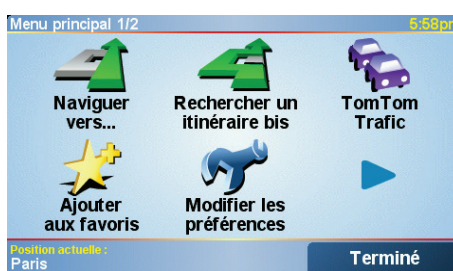 Menu principal 1/2
5:58pm
Naviguer
vers...
Rechercher un
itinéraire bis
TomTom
Trafic
Ajouter
aux favoris
Modifier les
préférences
Position actuelle :
Paris
Terminé